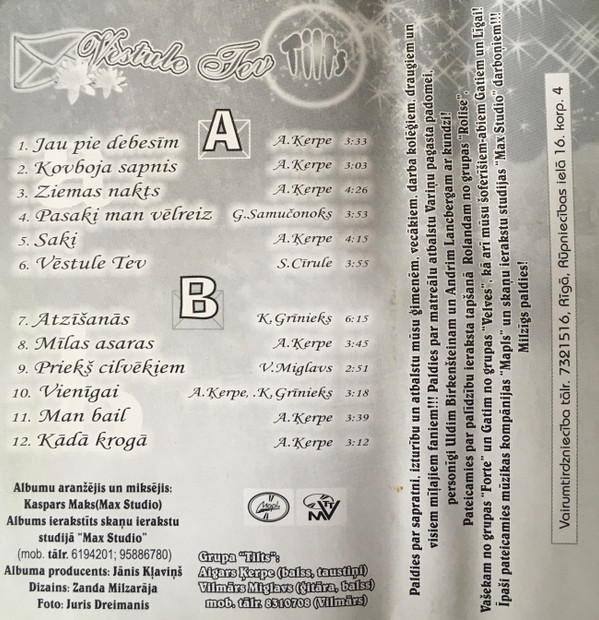 Vēstule Tev Tilts
A
1. Jau pie debesīm A.Ķerpe 3:33
2. Kovboja sapnis A.Ķerpe 3:03
3. Ziemas nakts A.Ķerpe 4:26
4. Pasaki man vēlreiz G.Samučonoks 3:53
5. Saki A.Ķerpe 4:15
6. Vēstule Tev S.Cīrule 3:55
B
7. Atzīšanās K,Grīnieks 6:15
8. Mīlas asaras A.Ķerpe 3:45
9. Priekš cilvēkiem V.Miglavs 2:51
10. Vienīgai A.Ķerpe, .K,Grīnieks 3:18
11. Man bail A.Ķerpe 3:39
12. Kādā krogā A.Ķerpe 3:12
Albumu aranžējis un miksējis:
Kaspars Maks(Max Studio)
Albums ierakstīts skaņu ierakstu
studijā "Max Studio"
(mob. tālr. 6194201; 95886780)
Albuma producents: Jānis Kļaviņš
Dizains: Zanda Milzarāja
Foto: Juris Dreimanis
MV
Grupa "Tilts":
Aigars Ķerpe (balss, taustiņi)
Vilmārs Miglavs (ģitāra, balss)
mob. tālr. 8310708 (Vilmārs)
Paldies par sapratni, izturību un atbalstu mūsu ģimenēm, vecākiem, darba kolēģiem, draugiem un
visiem mīļajiem faniem!!! Paldies par matreālu atbalstu Variņu pagasta padomei,
personīgi Uldim Birkenšteinam un Andrim Lancbergam ar kundzi!
Pateicamies par palīdzību ieraksta tapšanā Rolandam no grupas "Rolise",
Vašekam no grupas "Forte" un Gatim no grupas "Velves", kā arī mūsu šoferīšiem-abiem Gatiem un Līgai!
Īpaši pateicamies mūzikas kompānijas "Mapls" un skaņu ierakstu studijas "Max Studio" darboņiem!!!
Milzīgs paldies!
Vairumtirdzniecība tālr. 7321516, Rīgā, Rūpniecības ielā 16. korp. 4